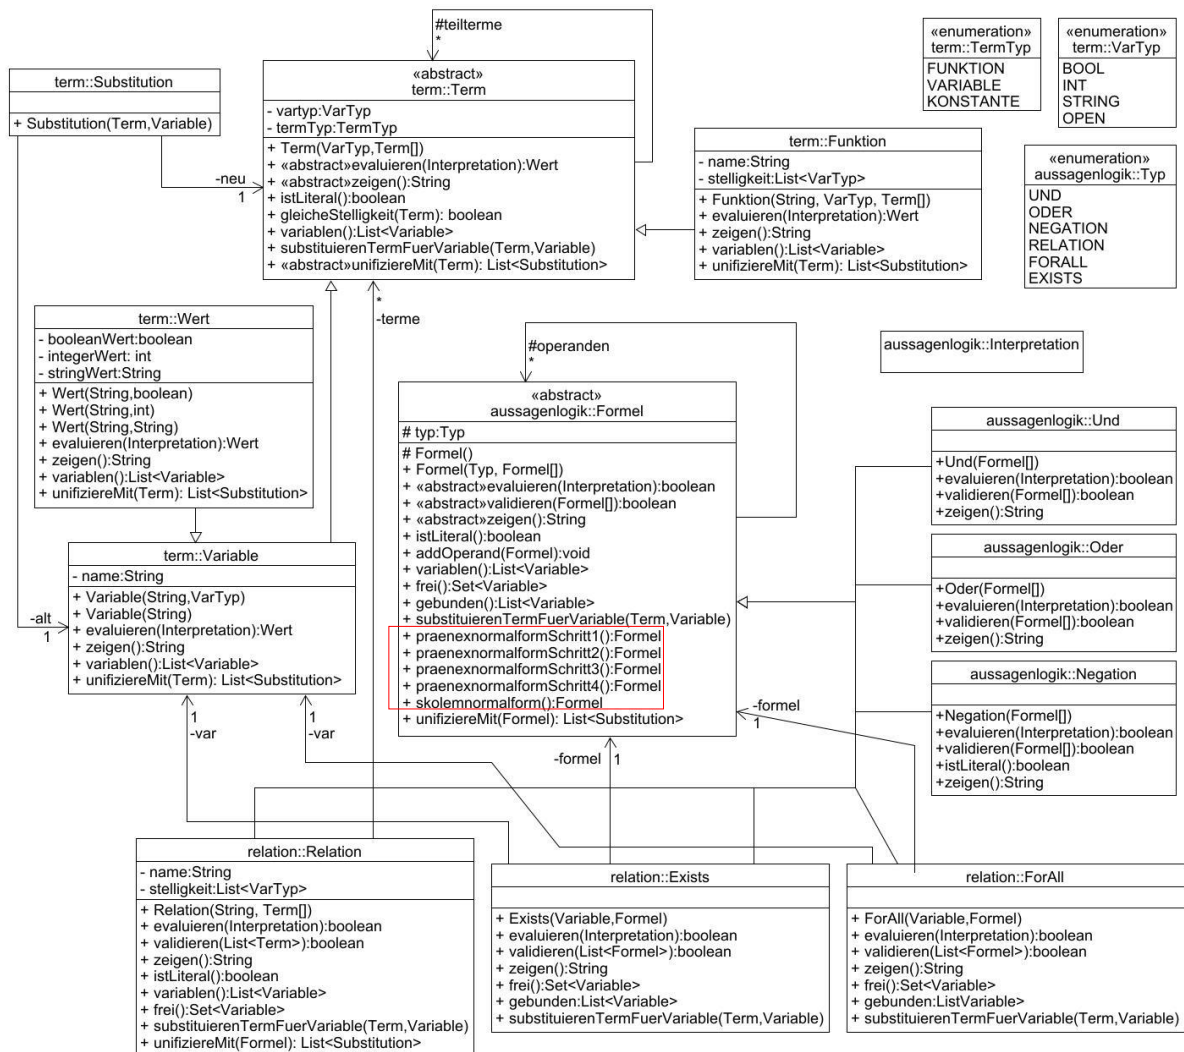 #teilterme
*
term::Substitution
+ Substitution(Term,Variable)
-neu
1
«abstract»
term::Term
- vartyp:VarTyp
- termTyp:TermTyp
+ Term(VarTyp,Term[])
+ «abstract»evaluieren(Interpretation):Wert
+ «abstract»zeigen():String
+ istLiteral():boolean
+ gleicheStelligkeit(Term): boolean
+ variablen():List<Variable>
+ substituierenTermFuerVariable(Term,Variable)
+ «abstract»unifiziereMit(Term): List<Substitution>
term::Funktion
- name:String
- stelligkeit:List<VarTyp>
+ Funktion(String, VarTyp, Term[])
+ evaluieren(Interpretation):Wert
+ zeigen():String
+ variablen():List<Variable>
+ unifiziereMit(Term): List<Substitution>
«enumeration»
term::TermTyp
FUNKTION
VARIABLE
KONSTANTE
«enumeration»
term::VarTyp
BOOL
INT
STRING
OPEN
«enumeration»
aussagenlogik::Typ
UND
ODER
NEGATION
RELATION
FORALL
EXISTS
term::Wert
- booleanWert:boolean
- integerWert: int
- stringWert:String
+ Wert(String,boolean)
+ Wert(String,int)
+ Wert(String,String)
+ evaluieren(Interpretation):Wert
+ zeigen():String
+ variablen():List<Variable>
+ unifiziereMit(Term): List<Substitution>
*
-terme
#operanden
*
aussagenlogik::Interpretation
«abstract»
aussagenlogik::Formel
# typ:Typ
# Formel()
+ Formel(Typ, Formel[])
+ «abstract»evaluieren(Interpretation):boolean
+ «abstract»validieren(Formel[]):boolean
+ «abstract»zeigen():String
+ istLiteral():boolean
+ addOperand(Formel):void
+ variablen():List<Variable>
+ frei():Set<Variable>
+ gebunden():List<Variable>
+ substituierenTermFuerVariable(Term,Variable)
+ praenexnormalformSchritt1():Formel
+ praenexnormalformSchritt2():Formel
+ praenexnormalformSchritt3():Formel
+ praenexnormalformSchritt4():Formel
+ skolemnormalform():Formel
+ unifiziereMit(Formel): List<Substitution>
aussagenlogik::Und
+Und(Formel[])
+evaluieren(Interpretation):boolean
+validieren(Formel[]):boolean
+zeigen():String
aussagenlogik::Oder
+Oder(Formel[])
+evaluieren(Interpretation):boolean
+validieren(Formel[]):boolean
+zeigen():String
aussagenlogik::Negation
+Negation(Formel[])
+evaluieren(Interpretation):boolean
+validieren(Formel[]):boolean
+istLiteral():boolean
+zeigen():String
term::Variable
- name:String
+ Variable(String,VarTyp)
+ Variable(String)
+ evaluieren(Interpretation):Wert
+ zeigen():String
+ variablen():List<Variable>
+ unifiziereMit(Term): List<Substitution>
-alt
1
1
-var
1
-var
-formel
1
-formel
1
relation::Relation
- name:String
- stelligkeit:List<VarTyp>
+ Relation(String, Term[])
+ evaluieren(Interpretation):boolean
+ validieren(List<Term>):boolean
+ zeigen():String
+ istLiteral():boolean
+ variablen():List<Variable>
+ frei():Set<Variable>
+ substituierenTermFuerVariable(Term,Variable)
+ unifiziereMit(Formel): List<Substitution>
relation::Exists
+ Exists(Variable,Formel)
+ evaluieren(Interpretation):boolean
+ validieren(List<Formel>):boolean
+ zeigen():String
+ frei():Set<Variable>
+ gebunden:List<Variable>
+ substituierenTermFuerVariable(Term,Variable)
relation::ForAll
+ ForAll(Variable,Formel)
+ evaluieren(Interpretation):boolean
+ validieren(List<Formel>):boolean
+ zeigen():String
+ frei():Set<Variable>
+ gebunden:ListVariable>
+ substituierenTermFuerVariable(Term,Variable)